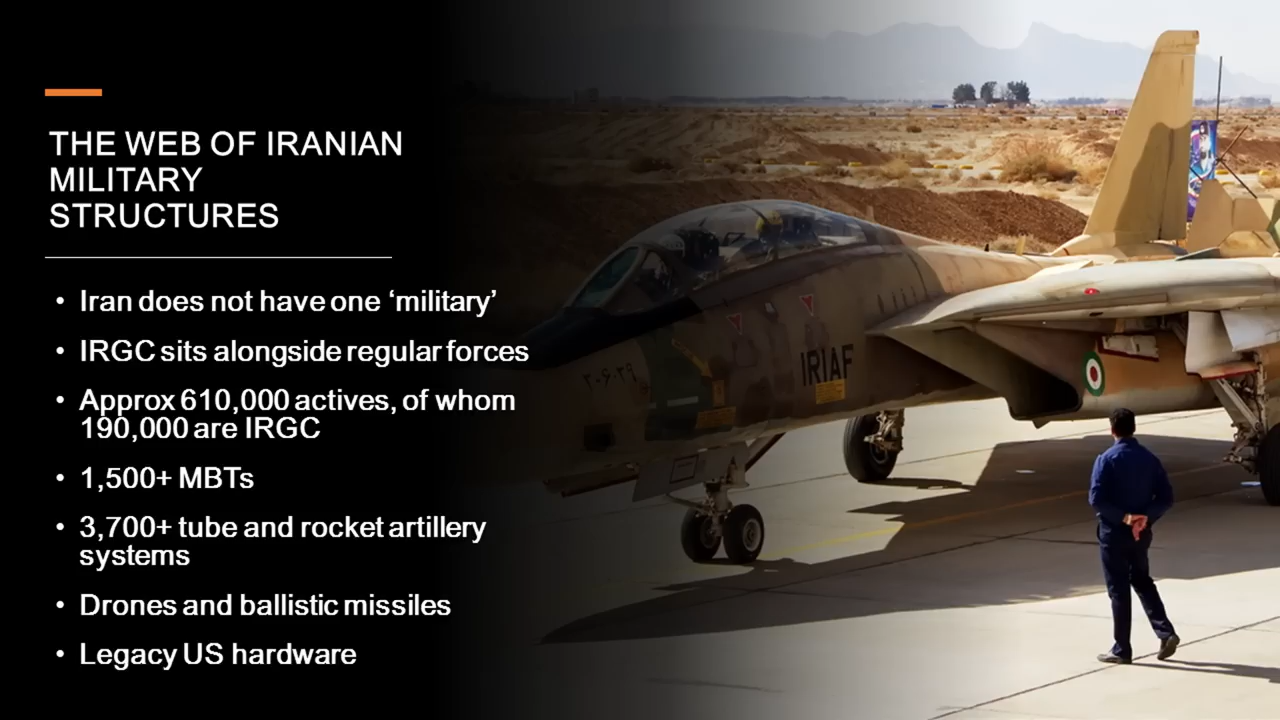 THE WEB OF IRANIAN
MILITARY
STRUCTURES
• Iran does not have one ‘military’
• IRGC sits alongside regular forces
• Approx 610,000 actives, of whom
190,000 are IRGC
• 1,500+ MBTs
• 3,700+ tube and rocket artillery
systems
• Drones and ballistic missiles
• Legacy US hardware
IRIAF
۳-۶۰۲۹